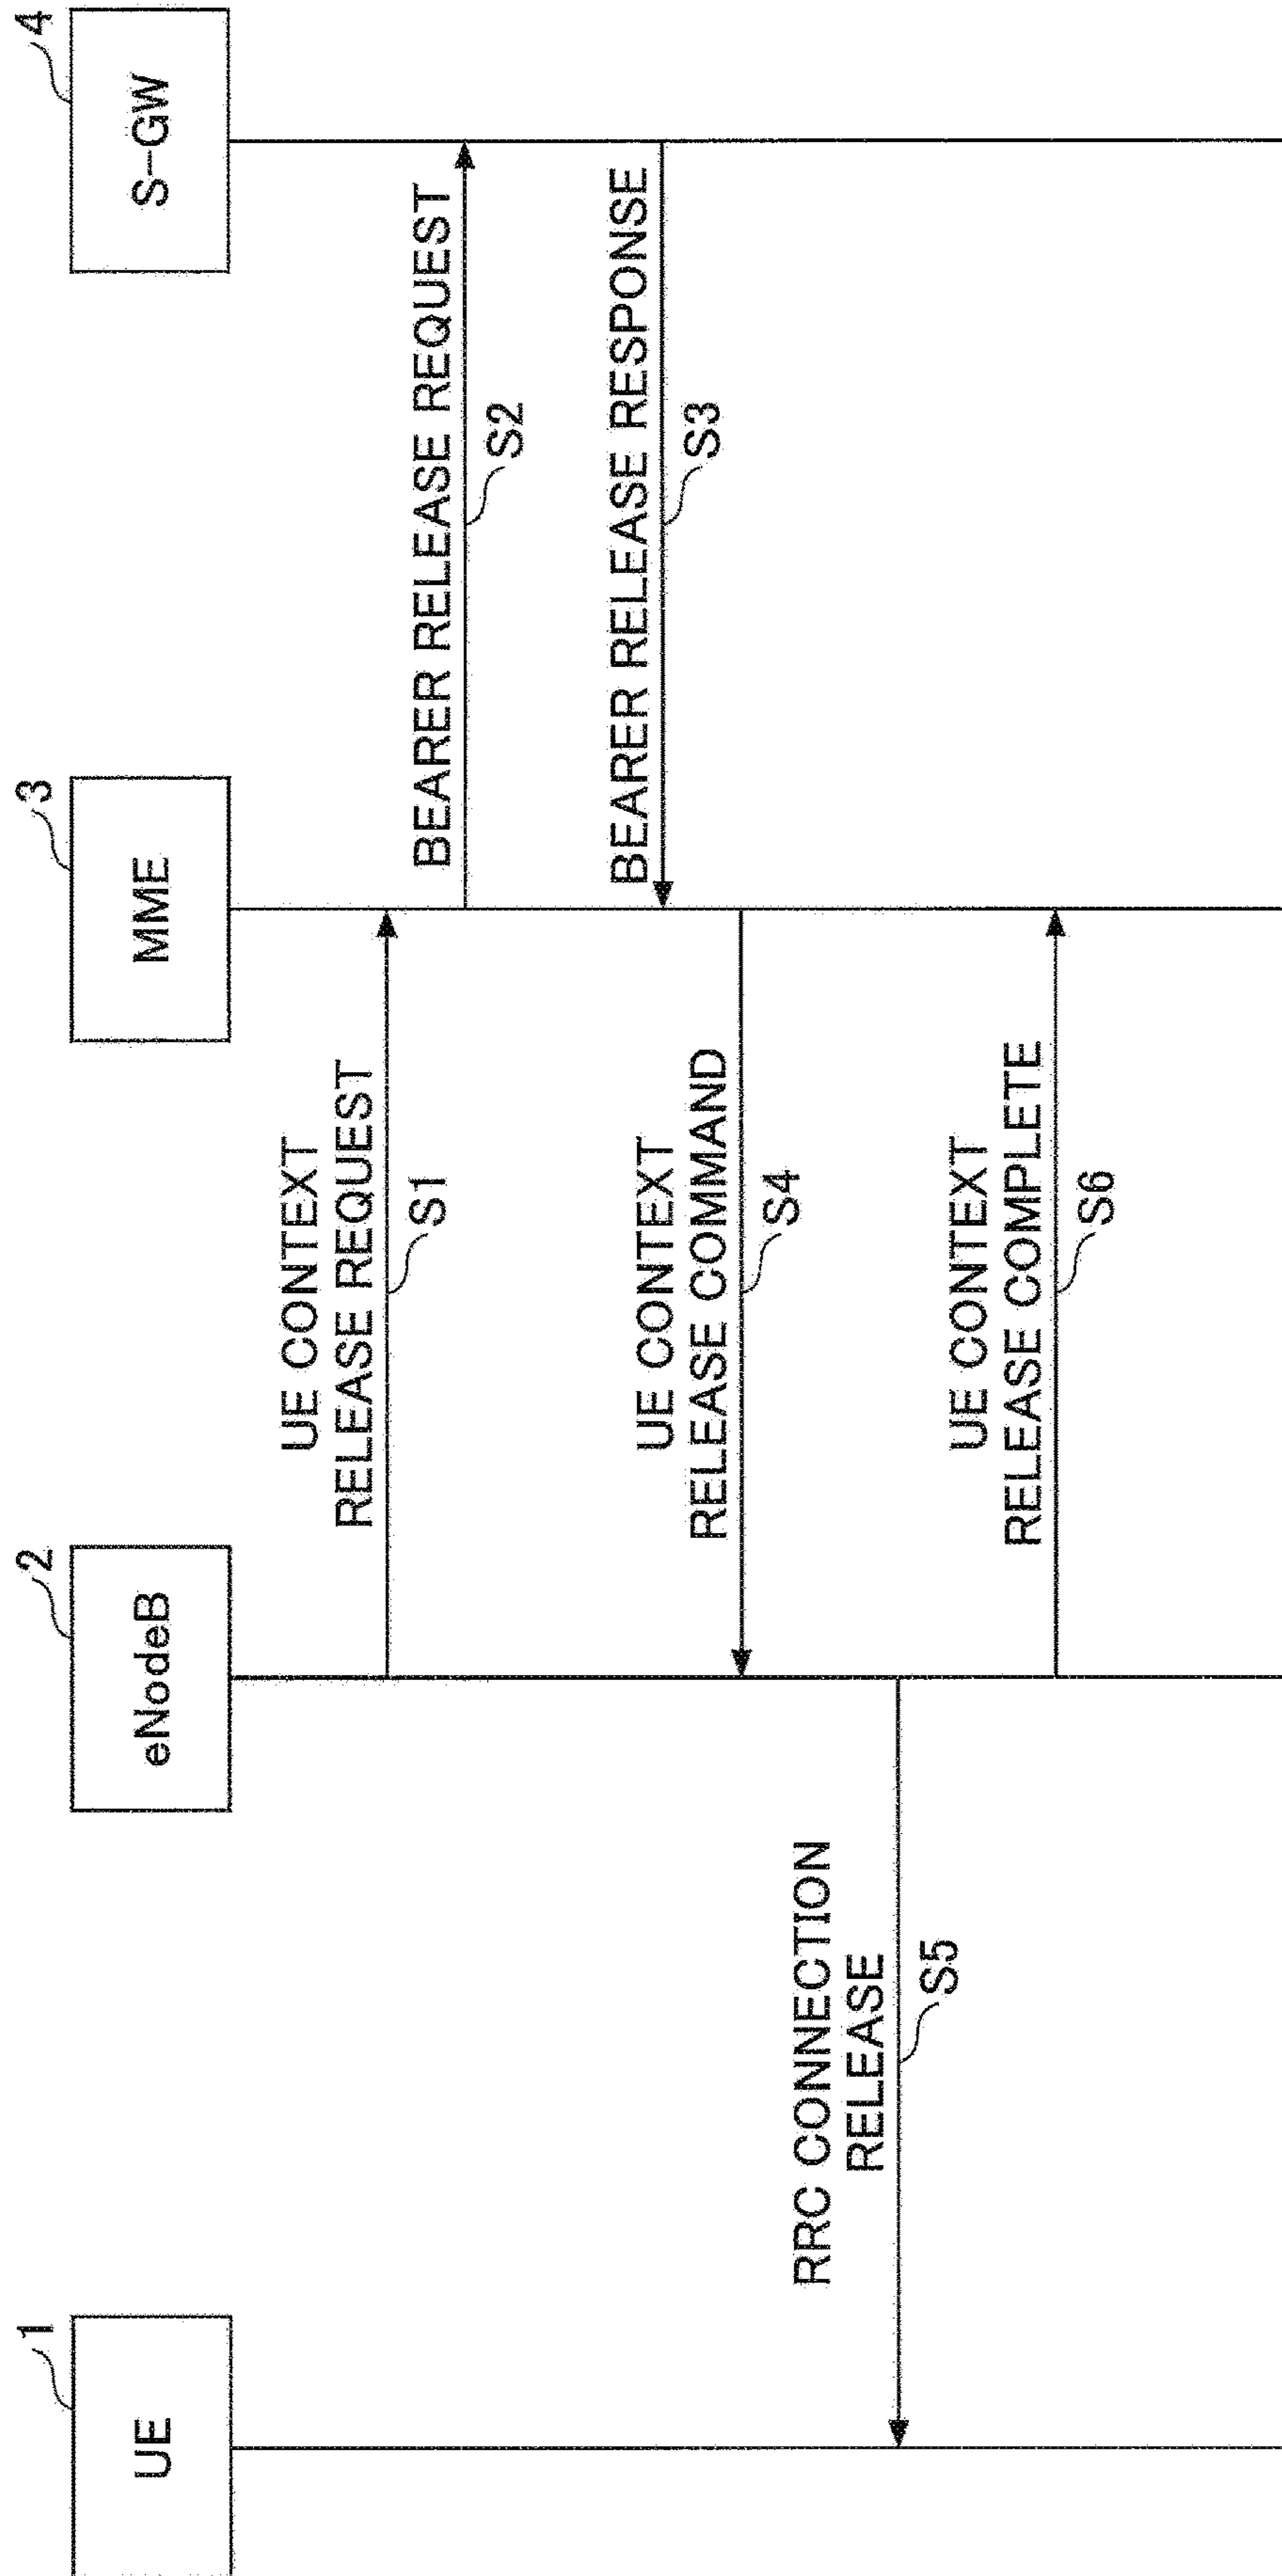 1
UE
2
eNodeB
3
MME
4
S-GW
UE CONTEXT
RELEASE REQUEST
S1
BEARER RELEASE REQUEST
S2
BEARER RELEASE RESPONSE
S3
UE CONTEXT
RELEASE COMMAND
S4
RRC CONNECTION
RELEASE
S5
UE CONTEXT
RELEASE COMPLETE
S6